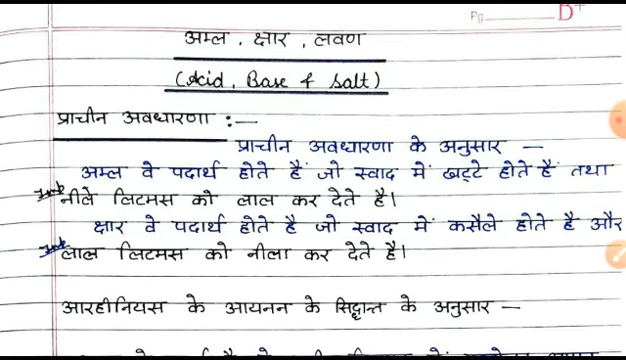 Pg D+
अम्ल , क्षार , लवण
(Acid, Base & Salt)
प्राचीन अवधारणा :—
प्राचीन अवधारणा के अनुसार —
अम्ल वे पदार्थ होते हैं जो स्वाद में खट्टे होते हैं तथा
नीले लिटमस को लाल कर देते है।
क्षार वे पदार्थ होते है जो स्वाद में कसैले होते है और
लाल लिटमस को नीला कर देते है।
आरहीनियस के आयनन के सिद्धान्त के अनुसार —